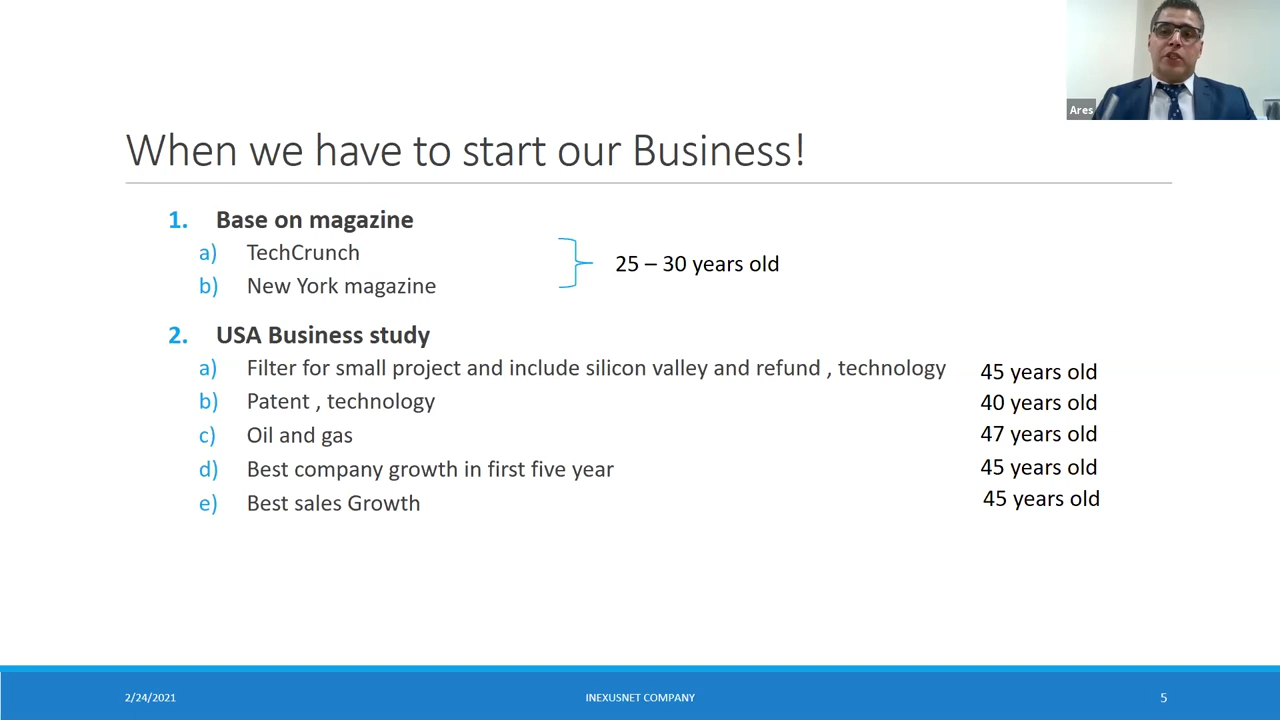 Ares
When we have to start our Business!
1. Base on magazine
a) TechCrunch
b) New York magazine
25 – 30 years old
2. USA Business study
a) Filter for small project and include silicon valley and refund , technology 45 years old
b) Patent , technology 40 years old
c) Oil and gas 47 years old
d) Best company growth in first five year 45 years old
e) Best sales Growth 45 years old
2/24/2021 INEXUSNET COMPANY 5